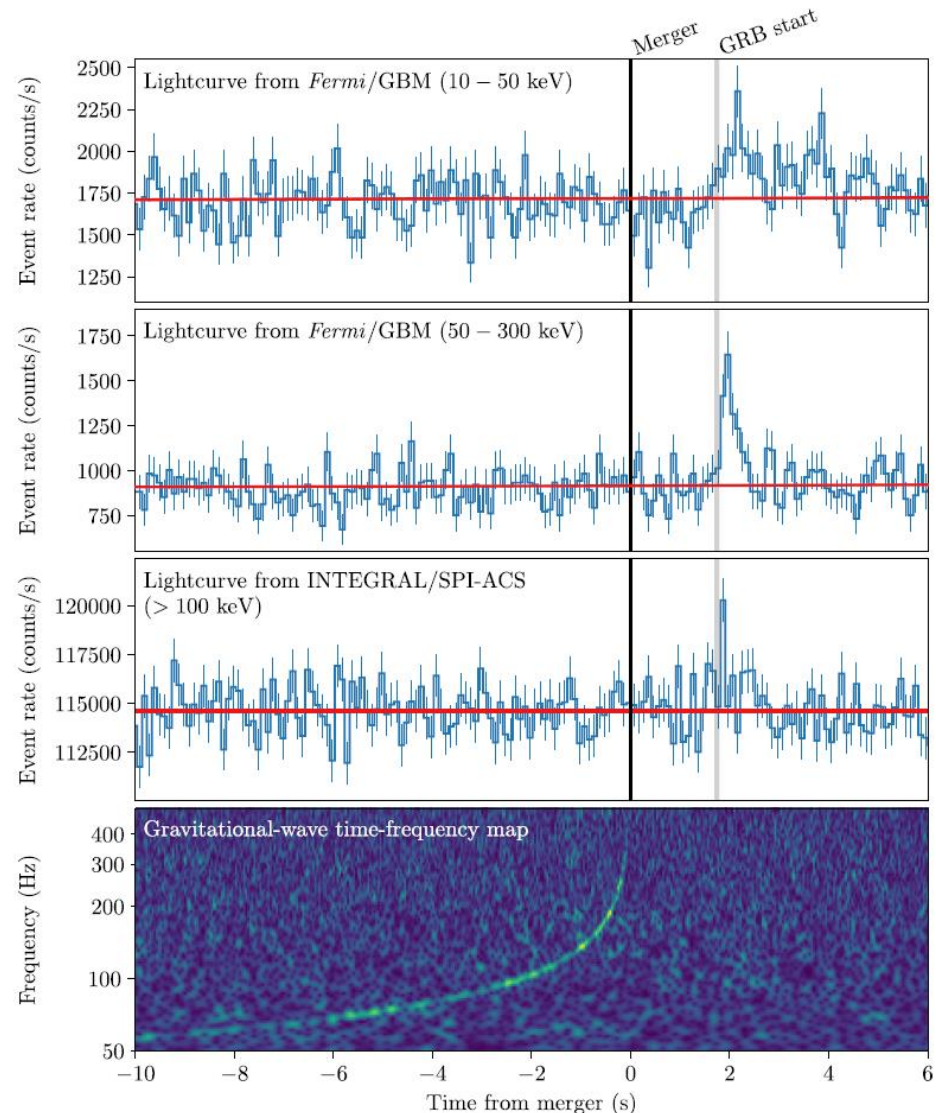 Merger
GRB start
Lightcurve from Fermi/GBM (10 – 50 keV)
Event rate (counts/s)
2500
2250
2000
1750
1500
1250
Lightcurve from Fermi/GBM (50 – 300 keV)
Event rate (counts/s)
1750
1500
1250
1000
750
Lightcurve from INTEGRAL/SPI-ACS
(> 100 keV)
Event rate (counts/s)
120000
117500
115000
112500
Gravitational-wave time-frequency map
Frequency (Hz)
400
300
200
100
50
−10 −8 −6 −4 −2 0 2 4 6
Time from merger (s)